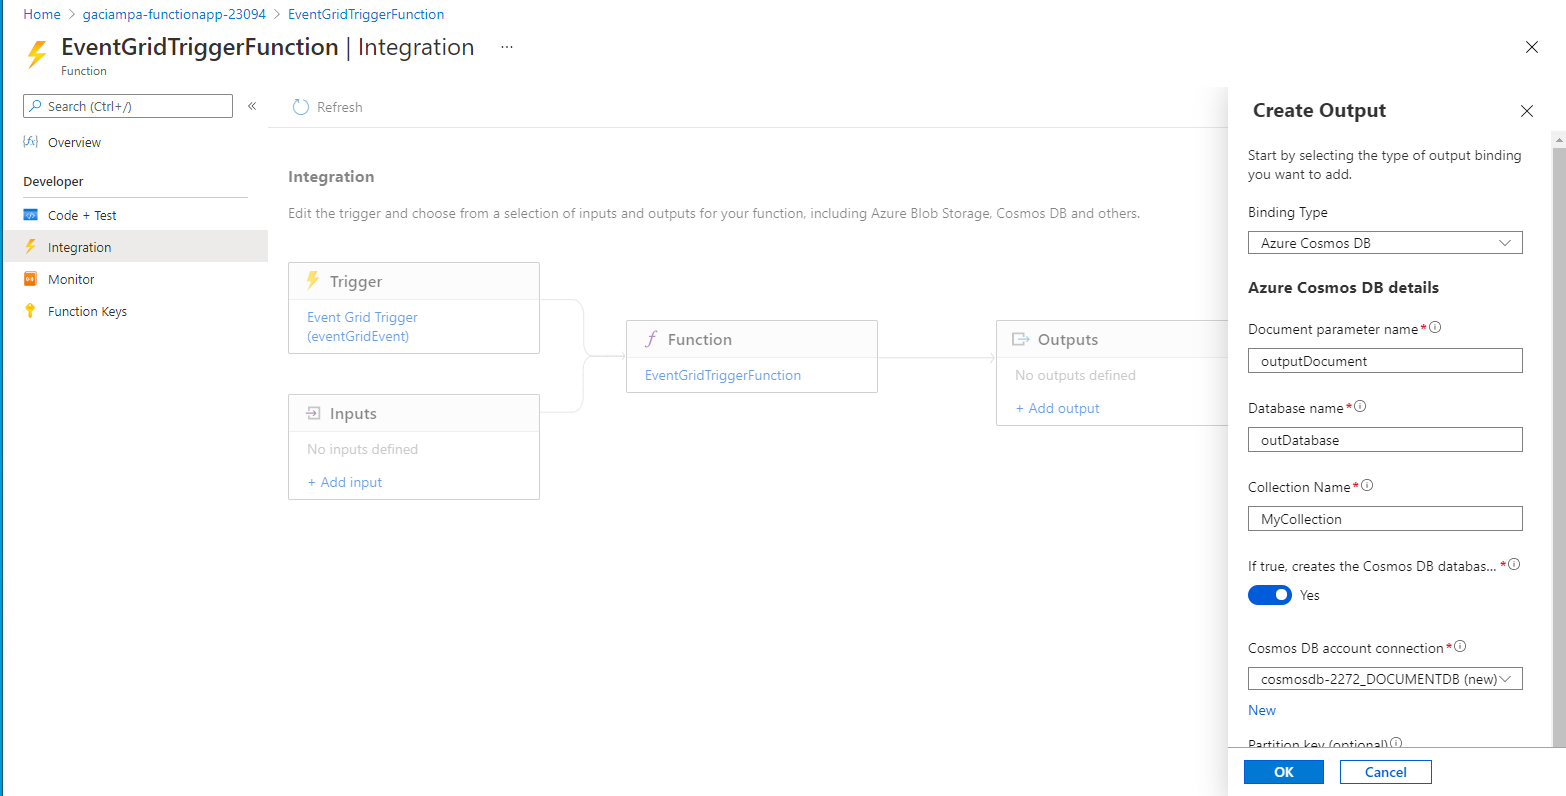 Home > gaciampa-functionapp-23094 > EventGridTriggerFunction
EventGridTriggerFunction | Integration ...
Function
Search (Ctrl+/) «
Overview
Developer
Code + Test
Integration
Monitor
Function Keys
Refresh
Integration
Edit the trigger and choose from a selection of inputs and outputs for your function, including Azure Blob Storage, Cosmos DB and others.
Trigger
Event Grid Trigger
(eventGridEvent)
Inputs
No inputs defined
+ Add input
Function
EventGridTriggerFunction
Outputs
No outputs defined
+ Add output
Create Output
Start by selecting the type of output binding
you want to add.
Binding Type
Azure Cosmos DB
Azure Cosmos DB details
Document parameter name*
outputDocument
Database name*
outDatabase
Collection Name*
MyCollection
If true, creates the Cosmos DB databas... *
Yes
Cosmos DB account connection*
cosmosdb-2272_DOCUMENTDB (new)
New
Partition key (optional)
OK
Cancel